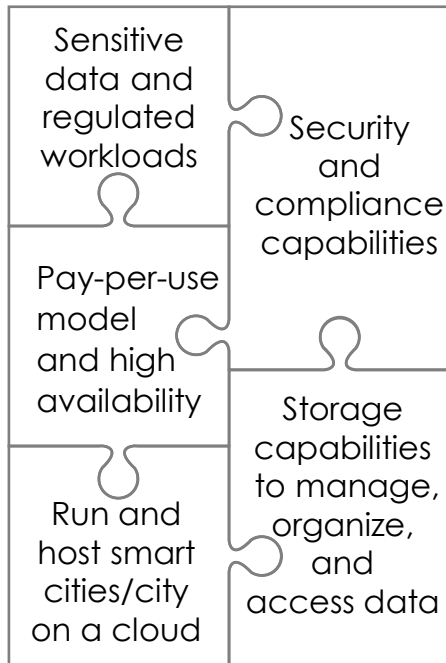 Sensitive
data and
regulated
workloads
Security
and
compliance
capabilities
Pay-per-use
model
and high
availability
Storage
capabilities
to manage,
organize,
and
access data
Run and
host smart
cities/city
on a cloud